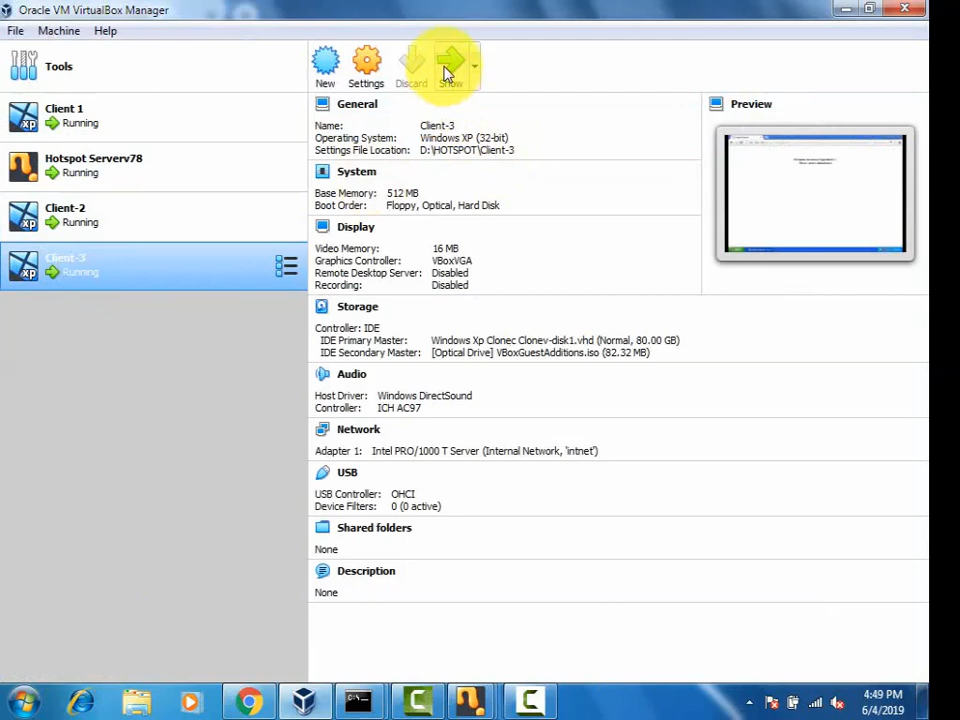 Oracle VM VirtualBox Manager
File Machine Help
Tools
New Settings Discard Show
Client 1
Running
Hotspot Serverv78
Running
Client-2
Running
Client-3
Running
General
Name: Client-3
Operating System: Windows XP (32-bit)
Settings File Location: D:\HOTSPOT\Client-3
System
Base Memory: 512 MB
Boot Order: Floppy, Optical, Hard Disk
Display
Video Memory: 16 MB
Graphics Controller: VBoxVGA
Remote Desktop Server: Disabled
Recording: Disabled
Preview
Storage
Controller: IDE
IDE Primary Master: Windows Xp Clonec Clonev-disk1.vhd (Normal, 80.00 GB)
IDE Secondary Master: [Optical Drive] VBoxGuestAdditions.iso (82.32 MB)
Audio
Host Driver: Windows DirectSound
Controller: ICH AC97
Network
Adapter 1: Intel PRO/1000 T Server (Internal Network, 'intnet')
USB
USB Controller: OHCI
Device Filters: 0 (0 active)
Shared folders
None
Description
None
4:49 PM
6/4/2019